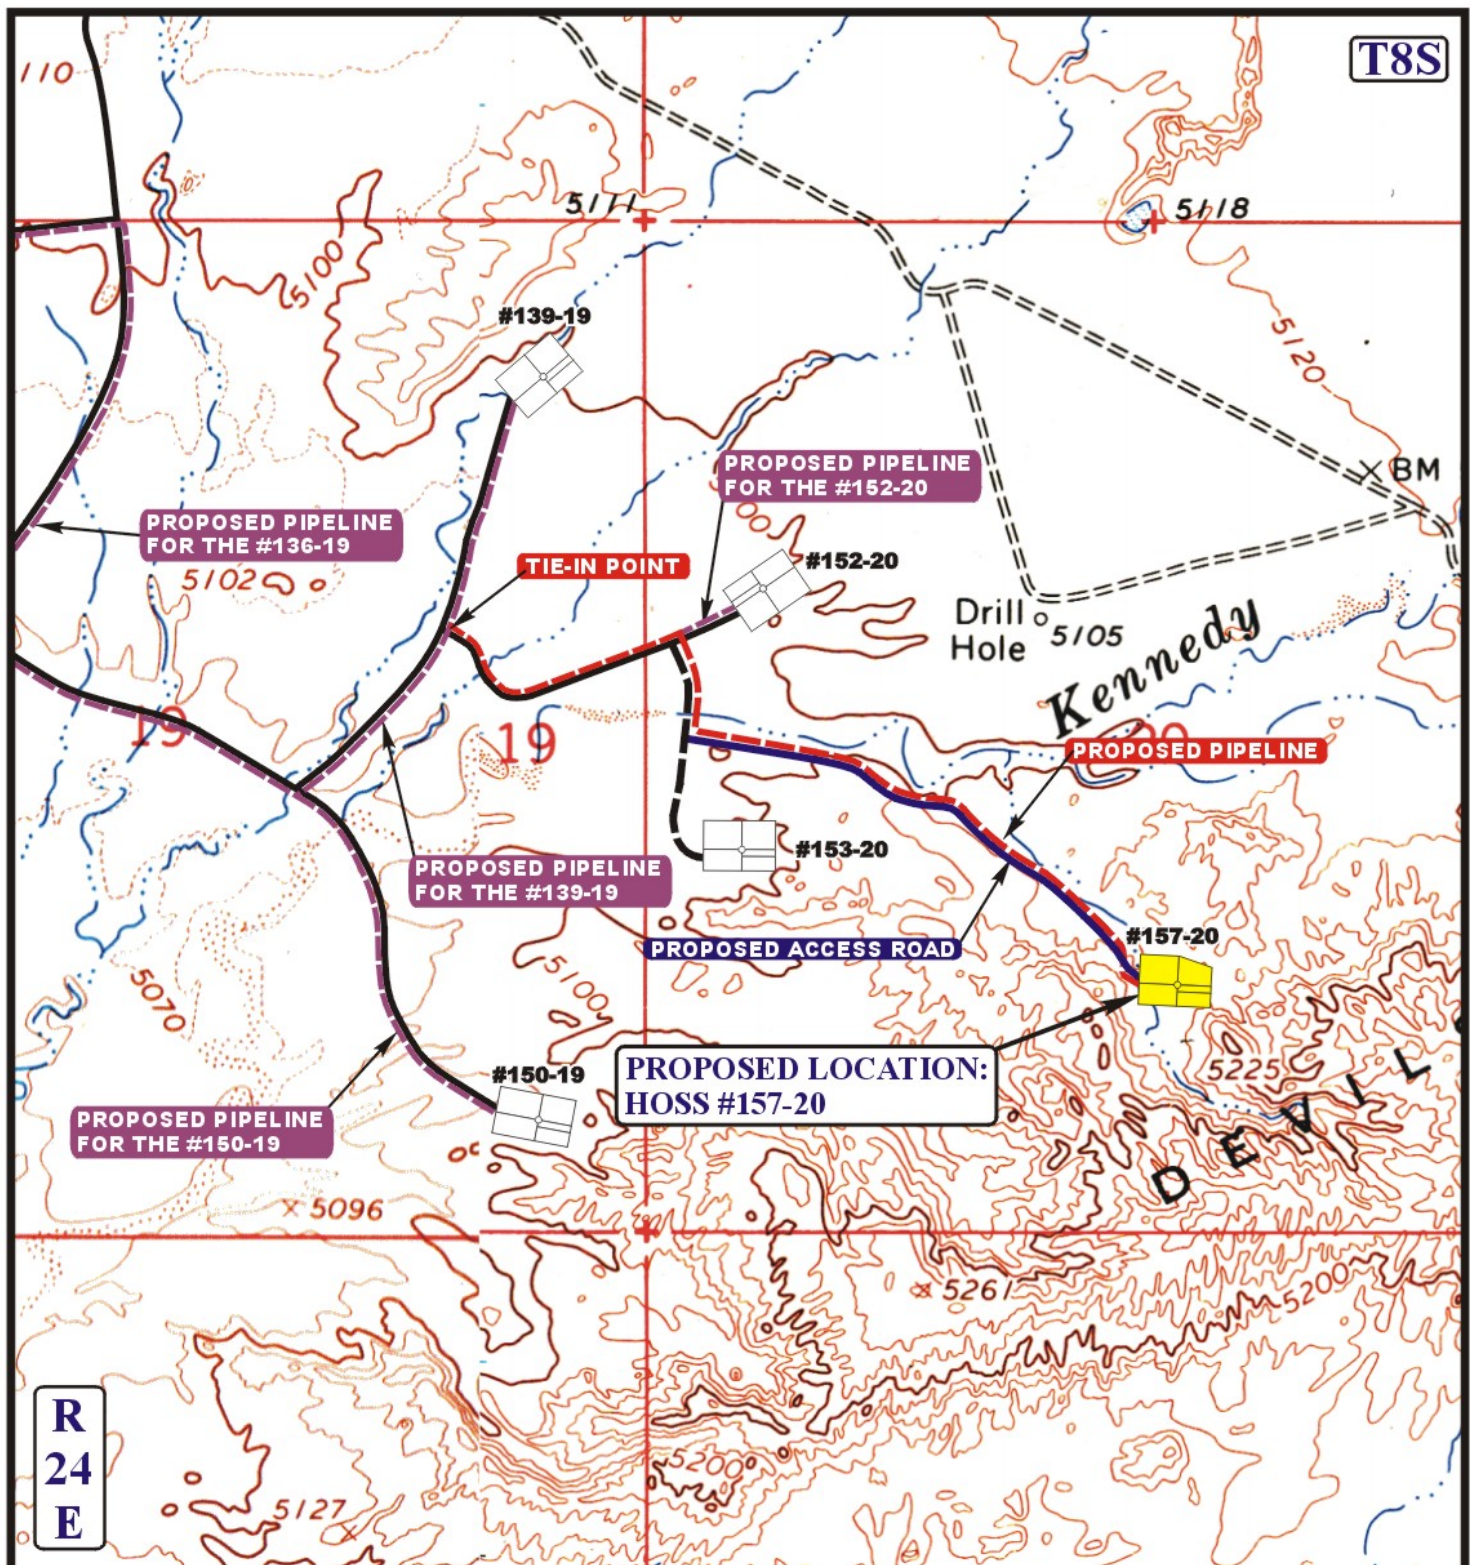 T8S
110
5111
5118
5100
#139-19
5120
BM
PROPOSED PIPELINE
FOR THE #152-20
PROPOSED PIPELINE
FOR THE #136-19
00
5102
TIE-IN POINT
#152-20
Drill
Hole
5105
Kennedy
19
19
20
PROPOSED PIPELINE
#153-20
PROPOSED PIPELINE
FOR THE #139-19
PROPOSED ACCESS ROAD
#157-20
5070
5100
PROPOSED LOCATION:
HOSS #157-20
5225
#150-19
DEVIL
PROPOSED PIPELINE
FOR THE #150-19
5096
5261
5200
R
24
E
5200
5127